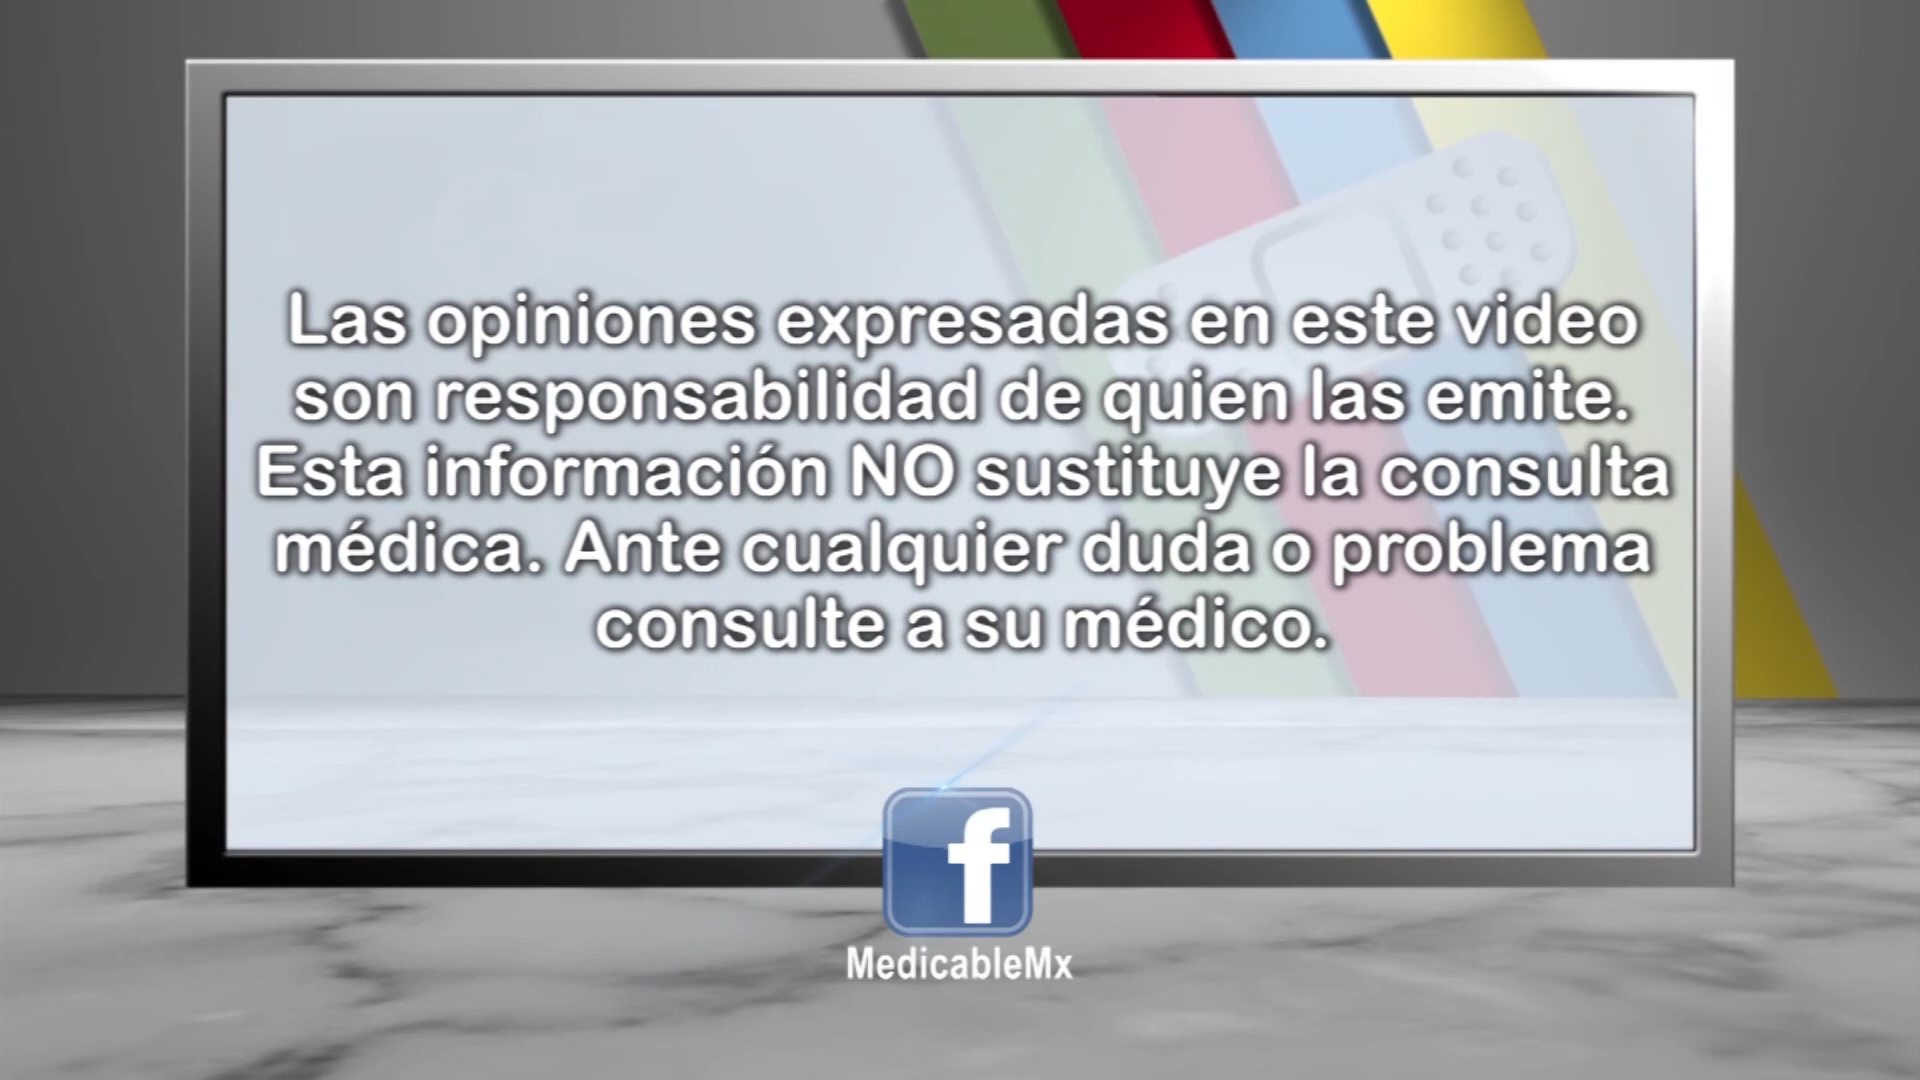 Las opiniones expresadas en este video
son responsabilidad de quien las emite.
Esta información NO sustituye la consulta
médica. Ante cualquier duda o problema
consulte a su médico.
f
MedicableMx